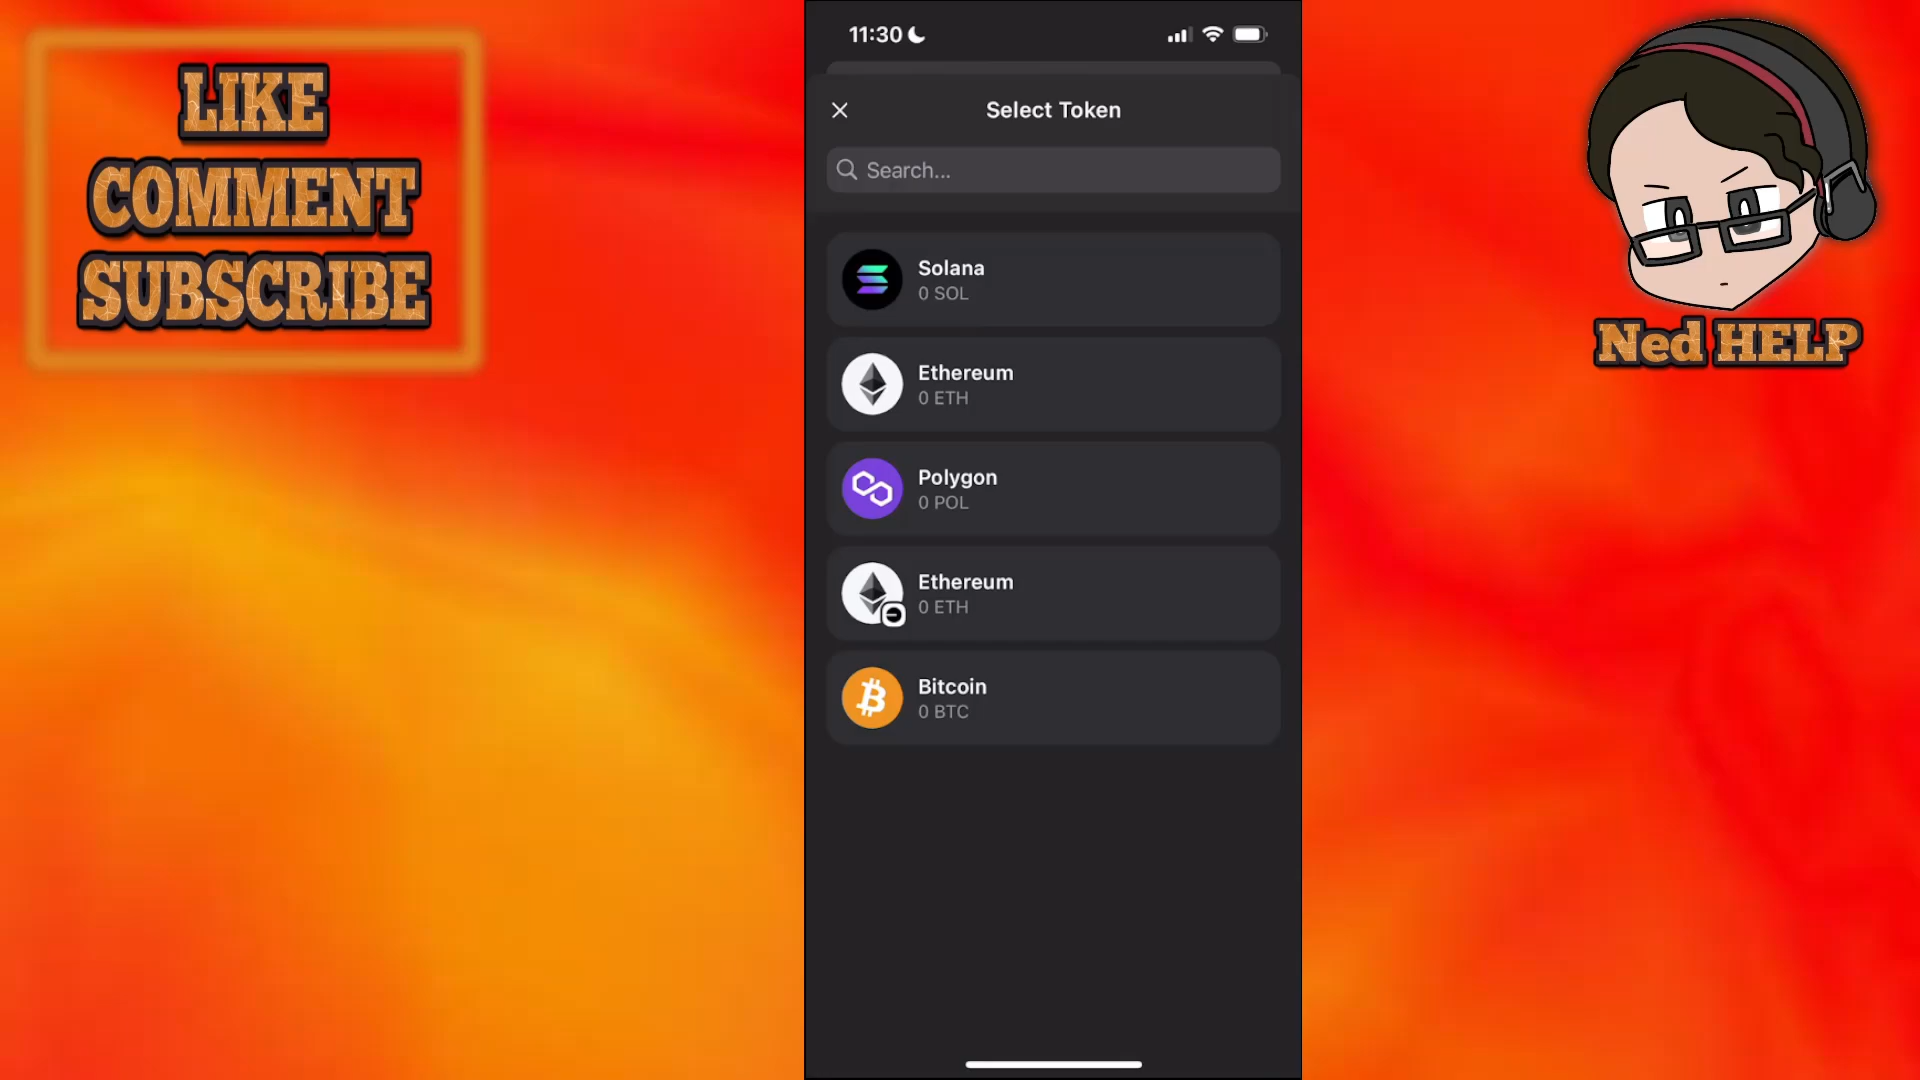 LIKE
COMMENT
SUBSCRIBE
11:30
Select Token
Search...
Solana
0 SOL
Ethereum
0 ETH
Polygon
0 POL
Ethereum
0 ETH
Bitcoin
0 BTC
Ned HELP